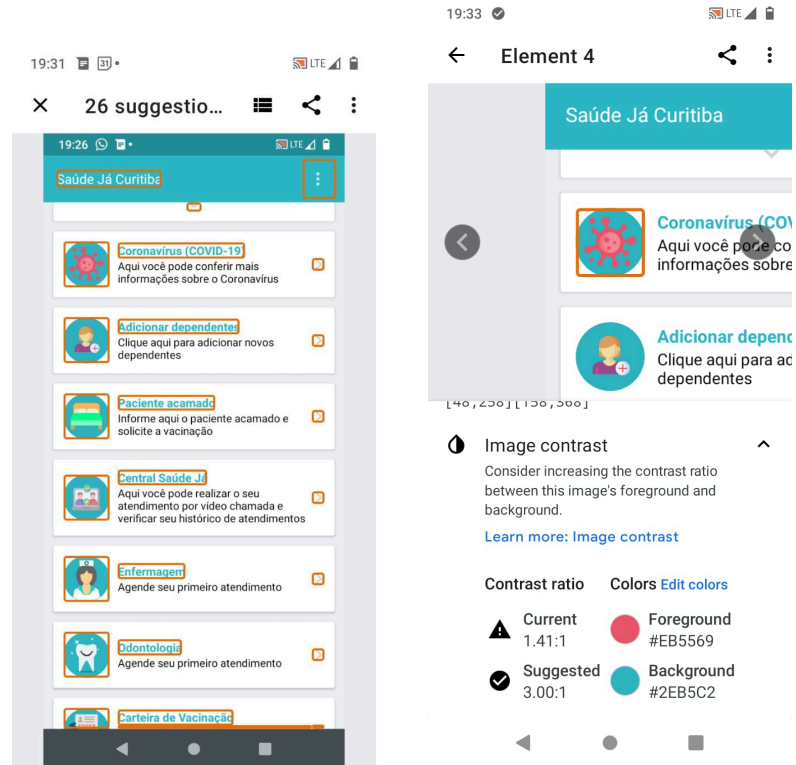 19:31 31 LTE
26 suggestio...
19:26 LTE
Saúde Já Curitiba
Coronavírus (COVID-19)
Aqui você pode conferir mais
informações sobre o Coronavírus
Adicionar dependentes
Clique aqui para adicionar novos
dependentes
Paciente acamado
Informe aqui o paciente acamado e
solicite a vacinação
Central Saúde Já
Aqui você pode realizar o seu
atendimento por vídeo chamada e
verificar seu histórico de atendimentos
Enfermagem
Agende seu primeiro atendimento
Odontologia
Agende seu primeiro atendimento
Carteira de Vacinação
19:33 LTE
Element 4
Saúde Já Curitiba
Coronavírus (COV
Aqui você pode co
informações sobre
Adicionar depend
Clique aqui para ad
dependentes
[48,258][158,368]
Image contrast
Consider increasing the contrast ratio
between this image's foreground and
background.
Learn more: Image contrast
Contrast ratio Colors Edit colors
Current Foreground
1.41:1 #EB5569
Suggested Background
3.00:1 #2EB5C2